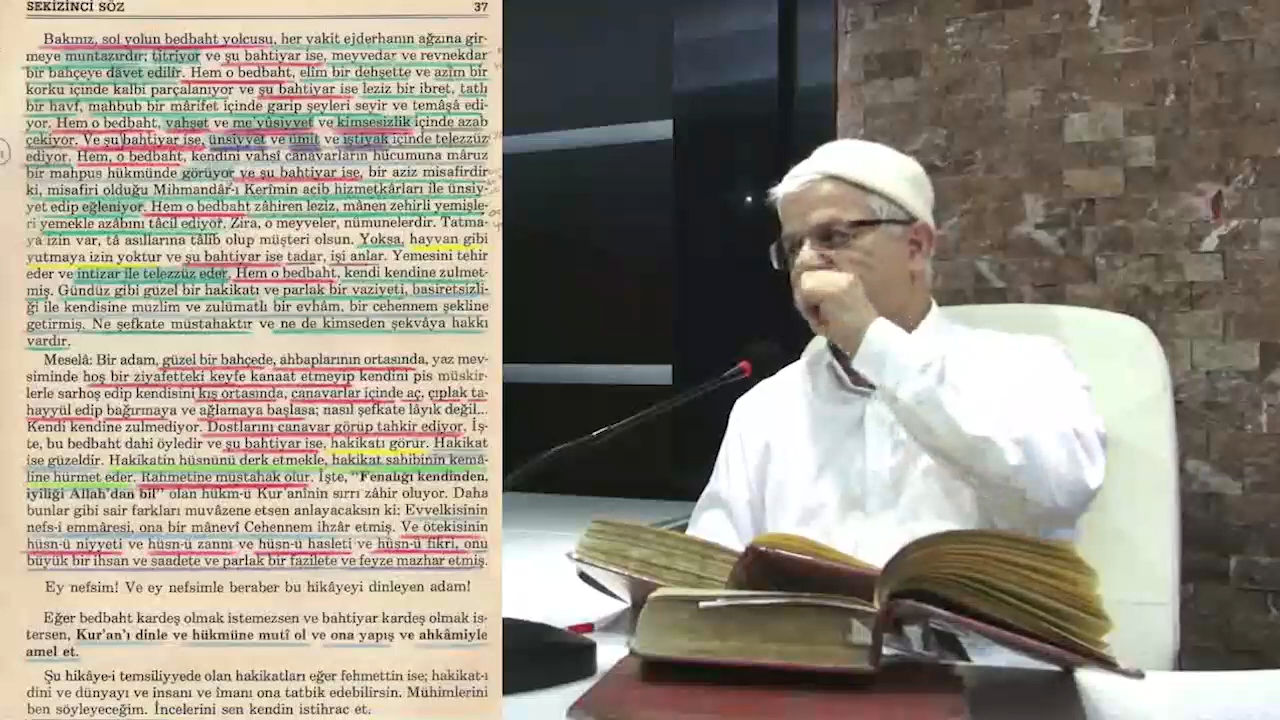 SEKİZİNCİ SÖZ 37
Bakınız, sol yolun bedbaht yolcusu, her vakit ejderhanın ağzına gir-
meye muntazırdır; titriyor ve şu bahtiyar ise, meyvedar ve revnekdar
bir bahçeye dâvet edilir. Hem o bedbaht, elîm bir dehşette ve azîm bir
korku içinde kalbi parçalanıyor ve şu bahtiyar ise leziz bir ibret, tatlı
bir havf, mahbub bir mârifet içinde garip şeyleri seyir ve temâşâ edi-
yor. Hem o bedbaht, vahşet ve me'yûsiyyet ve kimsesizlik içinde azab
çekiyor. Ve şu bahtiyar ise, ünsiyyet ve ümit ve iştiyak içinde telezzüz
ediyor. Hem, o bedbaht, kendini vahşî canavarların hücumuna mâruz
bir mahpus hükmünde görüyor ve şu bahtiyar ise, bir aziz misafirdir
ki, misafiri olduğu Mihmandâr-ı Kerîmin acib hizmetkârları ile ünsiy-
yet edip eğleniyor. Hem o bedbaht zâhiren leziz, mânen zehirli yemişle-
ri yemekle azâbını tâcil ediyor. Zira, o meyveler, nümunelerdir. Tatma-
ya izin var, tâ asıllarına tâlib olup müşteri olsun. Yoksa, hayvan gibi
yutmaya izin yoktur ve şu bahtiyar ise tadar, işi anlar. Yemesini tehir
eder ve intizar ile telezzüz eder. Hem o bedbaht, kendi kendine zulmet-
miş. Gündüz gibi güzel bir hakikatı ve parlak bir vaziyeti, basiretsizli-
ği ile kendisine muzlim ve zulümatlı bir evhâm, bir cehennem şekline
getirmiş. Ne şefkate müstahaktır ve ne de kimseden şekvâya hakkı
vardır.
Meselâ: Bir adam, güzel bir bahçede, ahbaplarının ortasında, yaz mev-
siminde hoş bir ziyafetteki keyfe kanaat etmeyip kendini pis müskir-
lerle sarhoş edip kendisini kış ortasında, canavarlar içinde aç, çıplak ta-
hayyül edip bağırmaya ve ağlamaya başlasa; nasıl şefkate lâyık değil...
Kendi kendine zulmediyor. Dostlarını canavar görüp tahkir ediyor. İş-
te, bu bedbaht dahi öyledir ve şu bahtiyar ise, hakikatı görür. Hakikat
ise güzeldir. Hakikatin hüsnünü derk etmekle, hakikat sahibinin kemâ-
line hürmet eder. Rahmetine müstahak olur. İşte, "Fenalığı kendinden,
iyiliği Allah'dan bil" olan hükm-ü Kur'anînin sırrı zâhir oluyor. Daha
bunlar gibi sair farkları muvâzene etsen anlayacaksın ki: Evvelkisinin
nefs-i emmâresi, ona bir mânevî Cehennem ihzâr etmiş. Ve ötekisinin
hüsn-ü niyyeti ve hüsn-ü zannı ve hüsn-ü hasleti ve hüsn-ü fikri, onu
büyük bir ihsan ve saadete ve parlak bir fazilete ve feyze mazhar etmiş.
Ey nefsim! Ve ey nefsimle beraber bu hikâyeyi dinleyen adam!
Eğer bedbaht kardeş olmak istemezsen ve bahtiyar kardeş olmak is-
tersen, Kur'an'ı dinle ve hükmüne mutî ol ve ona yapış ve ahkâmiyle
amel et.
Şu hikâye-i temsiliyyede olan hakikatları eğer fehmettin ise; hakikat-ı
dini ve dünyayı ve insanı ve îmanı ona tatbik edebilirsin. Mühimlerini
ben söyleyeceğim. İncelerini sen kendin istihrac et.